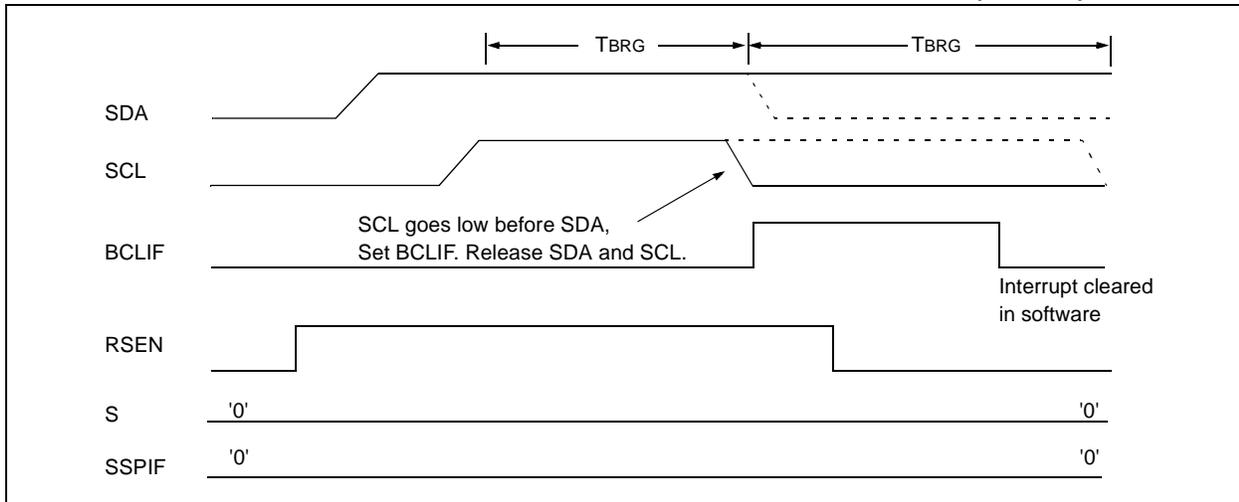 TBRG TBRG
SDA
SCL
SCL goes low before SDA,
Set BCLIF. Release SDA and SCL.
BCLIF
Interrupt cleared
in software
RSEN
S '0' '0'
SSPIF '0' '0'